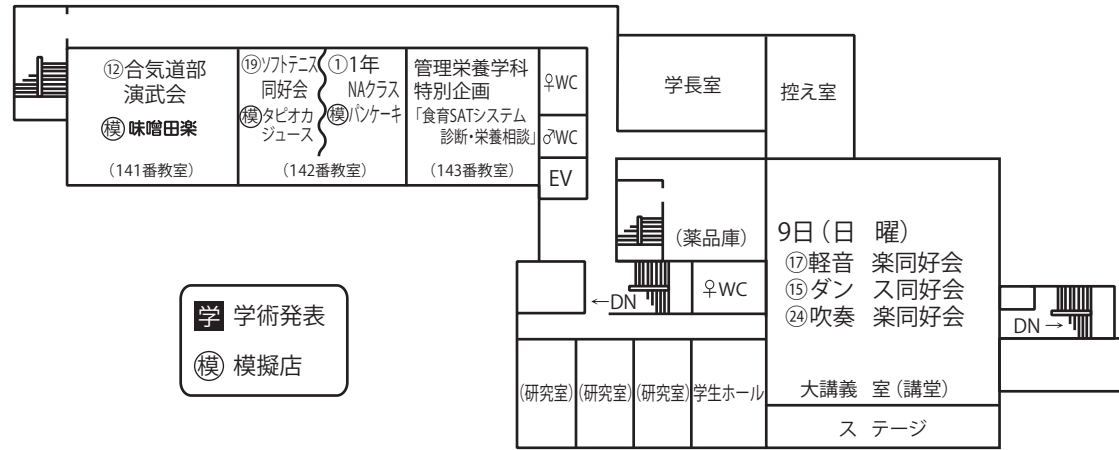 ⑫合気道部
演武会
模 味噌田楽
(141番教室)
⑲ソフトテニス
同好会
模タピオカ
ジュース
①1年
NAクラス
模パンケーキ
(142番教室)
管理栄養学科
特別企画
「食育SATシステム
診断・栄養相談」
(143番教室)
♀WC
♂WC
EV
学長室
控え室
(薬品庫)
←DN
♀WC
9日(日 曜)
⑰軽音 楽同好会
⑮ダン ス同好会
㉔吹奏 楽同好会
大講義 室(講堂)
ス テージ
DN→
(研究室)
(研究室)
(研究室)
学生ホール
学 学術発表
模 模擬店